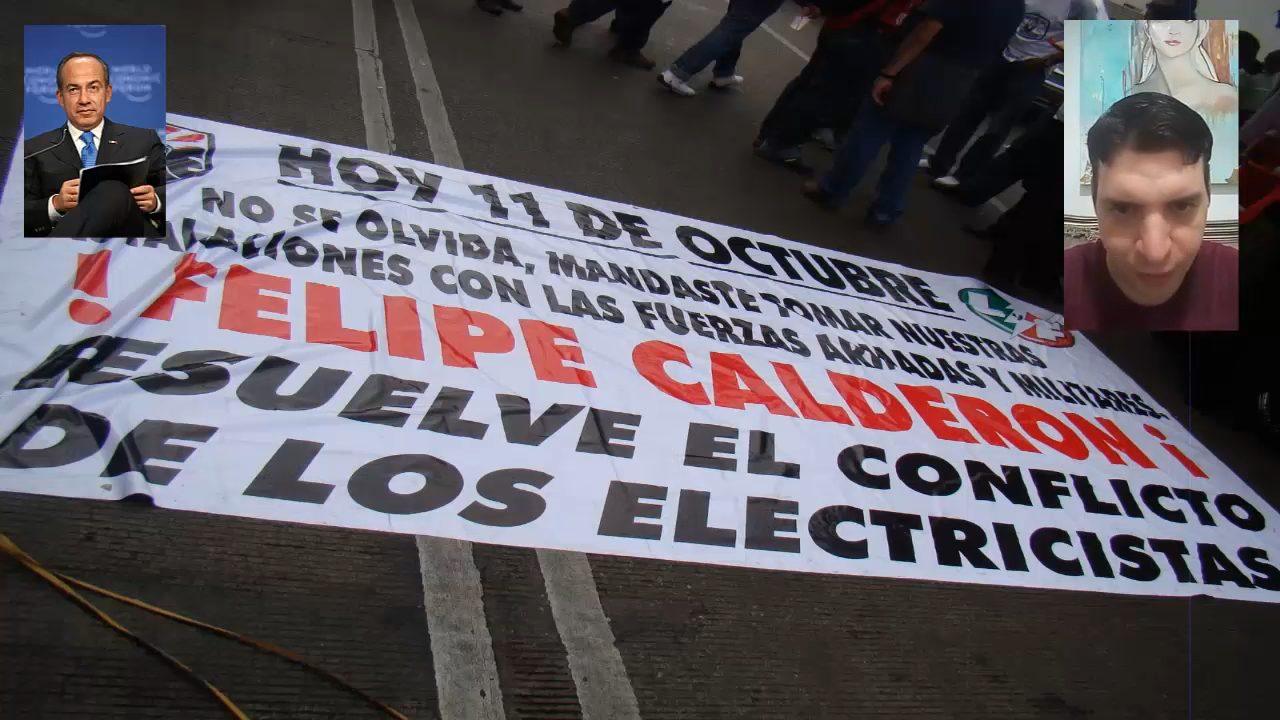 HOY 11 DE OCTUBRE
NO SE OLVIDA, MANDASTE TOMAR NUESTRAS
CON LAS FUERZAS ARMADAS Y MILITARES.
!FELIPE CALDERON¡
RESUELVE EL CONFLICTO
DE LOS ELECTRICISTAS